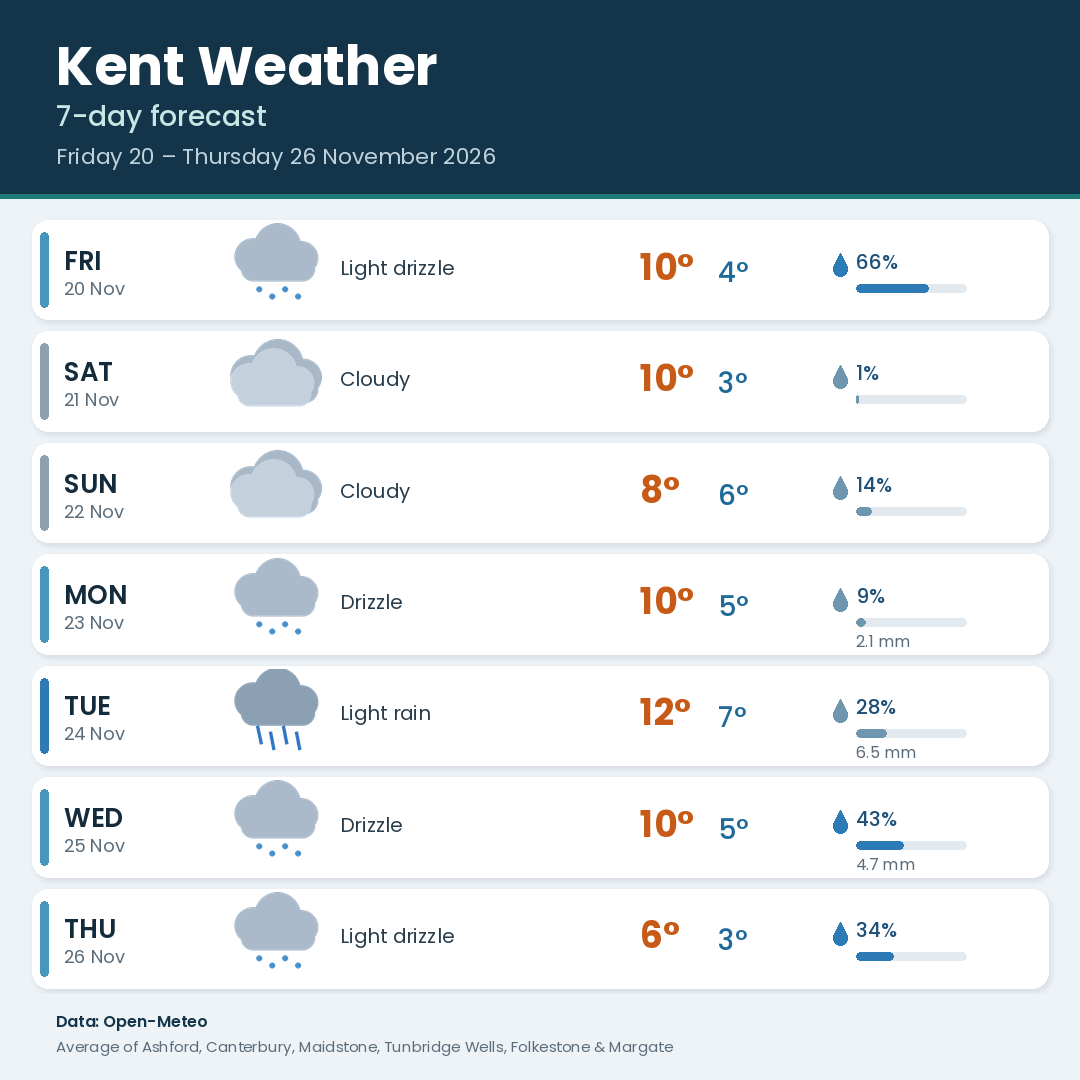 Kent Weather
7-day forecast
Friday 20 – Thursday 26 November 2026
FRI
20 Nov
Light drizzle
10° 4°
66%
SAT
21 Nov
Cloudy
10° 3°
1%
SUN
22 Nov
Cloudy
8° 6°
14%
MON
23 Nov
Drizzle
10° 5°
9%
2.1 mm
TUE
24 Nov
Light rain
12° 7°
28%
6.5 mm
WED
25 Nov
Drizzle
10° 5°
43%
4.7 mm
THU
26 Nov
Light drizzle
6° 3°
34%
Data: Open-Meteo
Average of Ashford, Canterbury, Maidstone, Tunbridge Wells, Folkestone & Margate